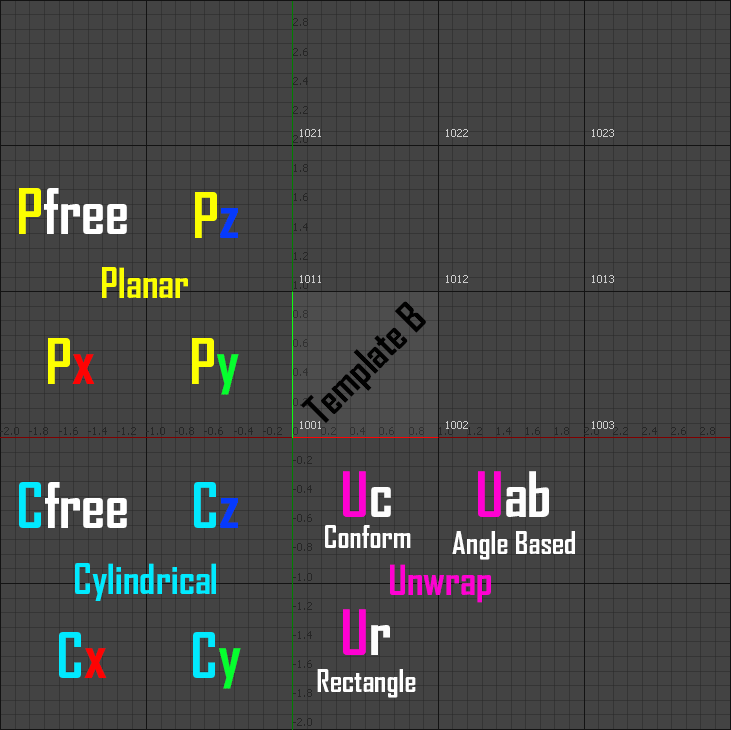 2.8
2.6
2.4
2.2
2.0
1021 1022 1023
1.8
1.6
1.4
1.2
Pfree Pz
Planar
1011 1012 1013
0.8
0.6
0.4
0.2
Px Py
Template B
1001 1002 1003
-2.0 -1.8 -1.6 -1.4 -1.2 -1.0 -0.8 -0.6 -0.4 -0.2 0.2 0.4 0.6 0.8 1.2 1.4 1.6 1.8 2.2 2.4 2.6 2.8
-0.2
-0.4
-0.6
-0.8
-1.0
-1.2
-1.4
-1.6
-1.8
-2.0
Cfree Cz
Cylindrical
Cx Cy
Uc Uab
Conform Angle Based
Unwrap
Ur
Rectangle